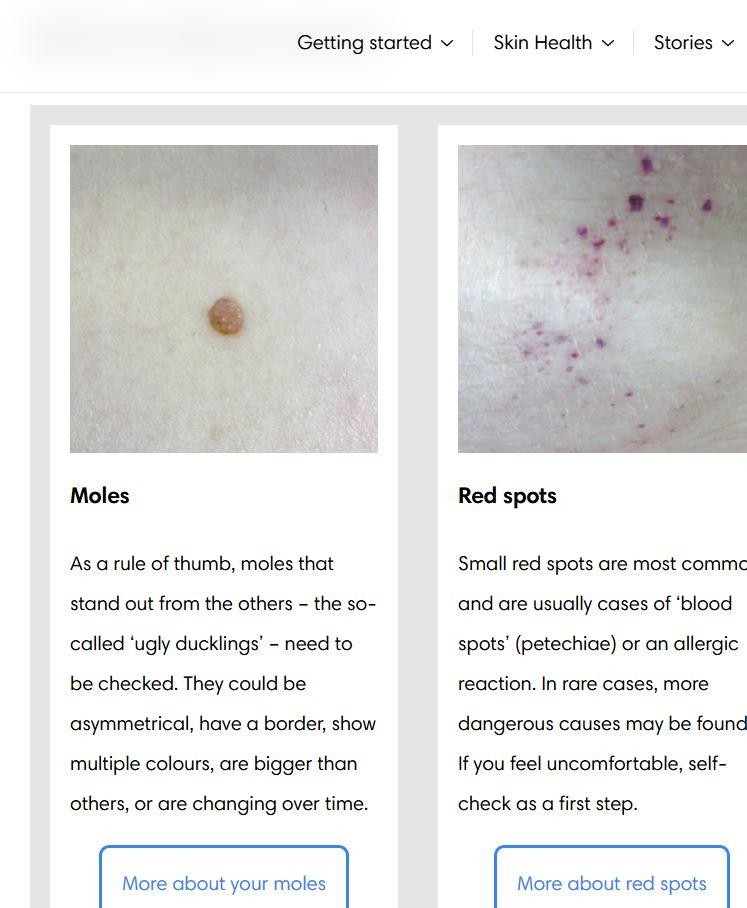 Getting started
Skin Health
Stories
Moles
As a rule of thumb, moles that
stand out from the others – the so-
called ‘ugly ducklings’ – need to
be checked. They could be
asymmetrical, have a border, show
multiple colours, are bigger than
others, or are changing over time.
More about your moles
Red spots
Small red spots are most commo
and are usually cases of ‘blood
spots’ (petechiae) or an allergic
reaction. In rare cases, more
dangerous causes may be found
If you feel uncomfortable, self-
check as a first step.
More about red spots